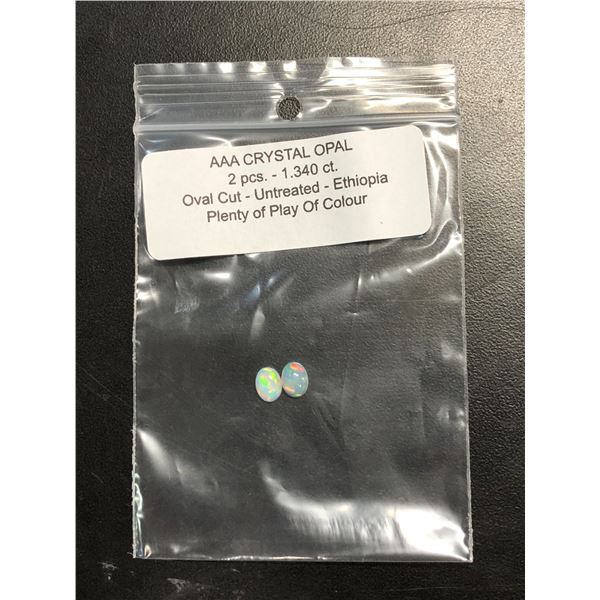 AAA CRYSTAL OPAL
2 pcs. - 1.340 ct.
Oval Cut - Untreated - Ethiopia
Plenty of Play Of Colour